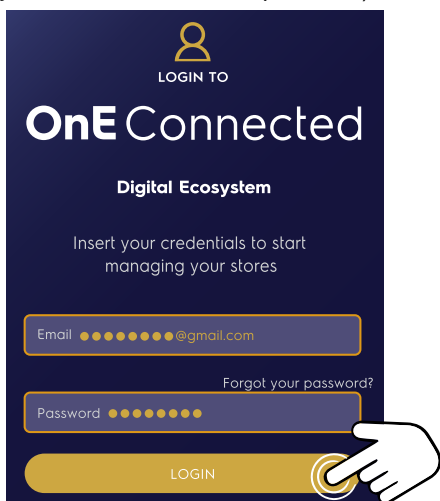 LOGIN TO
OnE Connected
Digital Ecosystem
Insert your credentials to start
managing your stores
Email ●●●●●●●●@gmail.com
Forgot your password?
Password ●●●●●●●●
LOGIN